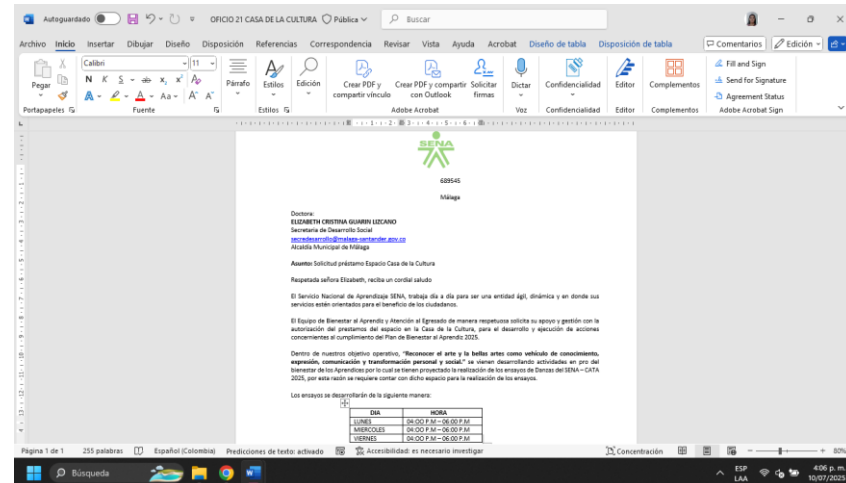 Autoguardado
OFICIO 21 CASA DE LA CULTURA
Pública
Buscar
Archivo Inicio Insertar Dibujar Diseño Disposición Referencias Correspondencia Revisar Vista Ayuda Acrobat Diseño de tabla Disposición de tabla
Comentarios Edición
Pegar
Calibri 11
N K S ab x₂ x² A
A A Aa A A
Párrafo
Estilos
Edición
Crear PDF y compartir vínculo
Crear PDF y compartir con Outlook
Solicitar firmas
Dictar
Confidencialidad
Editor
Complementos
Fill and Sign
Send for Signature
Agreement Status
Portapapeles Fuente Estilos Adobe Acrobat Voz Confidencialidad Editor Complementos Adobe Acrobat Sign
SENA
689545
Málaga
Doctora:
ELIZABETH CRISTINA GUARIN LIZCANO
Secretaria de Desarrollo Social
secredesarrollo@malaga-santander.gov.co
Alcaldía Municipal de Málaga
Asunto: Solicitud préstamo Espacio Casa de la Cultura
Respetada señora Elizabeth, reciba un cordial saludo
El Servicio Nacional de Aprendizaje SENA, trabaja día a día para ser una entidad ágil, dinámica y en donde sus
servicios estén orientados para el beneficio de los ciudadanos.
El Equipo de Bienestar al Aprendiz y Atención al Egresado de manera respetuosa solicita su apoyo y gestión con la
autorización del prestamos del espacio en la Casa de la Cultura, para el desarrollo y ejecución de acciones
concernientes al cumplimiento del Plan de Bienestar al Aprendiz 2025.
Dentro de nuestros objetivo operativo, "Reconocer el arte y la bellas artes como vehículo de conocimiento,
expresión, comunicación y transformación personal y social." se vienen desarrollando actividades en pro del
bienestar de los Aprendices por lo cual se tienen proyectado la realización de los ensayos de Danzas del SENA – CATA
2025, por esta razón se requiere contar con dicho espacio para la realización de los ensayos.
Los ensayos se desarrollarán de la siguiente manera:
DIA HORA
LUNES 04:OO P.M – 06:00 P.M
MIERCOLES 04:OO P.M – 06:00 P.M
VIERNES 04:OO P.M – 06:00 P.M
Página 1 de 1 255 palabras Español (Colombia) Predicciones de texto: activado Accesibilidad: es necesario investigar Concentración 80%
Búsqueda
ESP
LAA
4:06 p. m.
10/07/2025